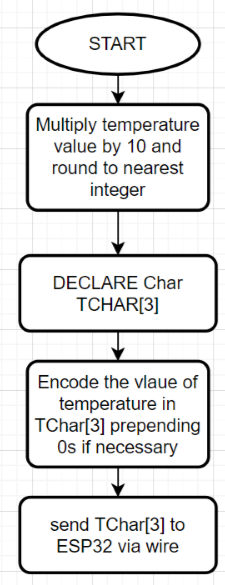 START
Multiply temperature
value by 10 and
round to nearest
integer
DECLARE Char
TCHAR[3]
Encode the vlaue of
temperature in
TChar[3] prepending
0s if necessary
send TChar[3] to
ESP32 via wire